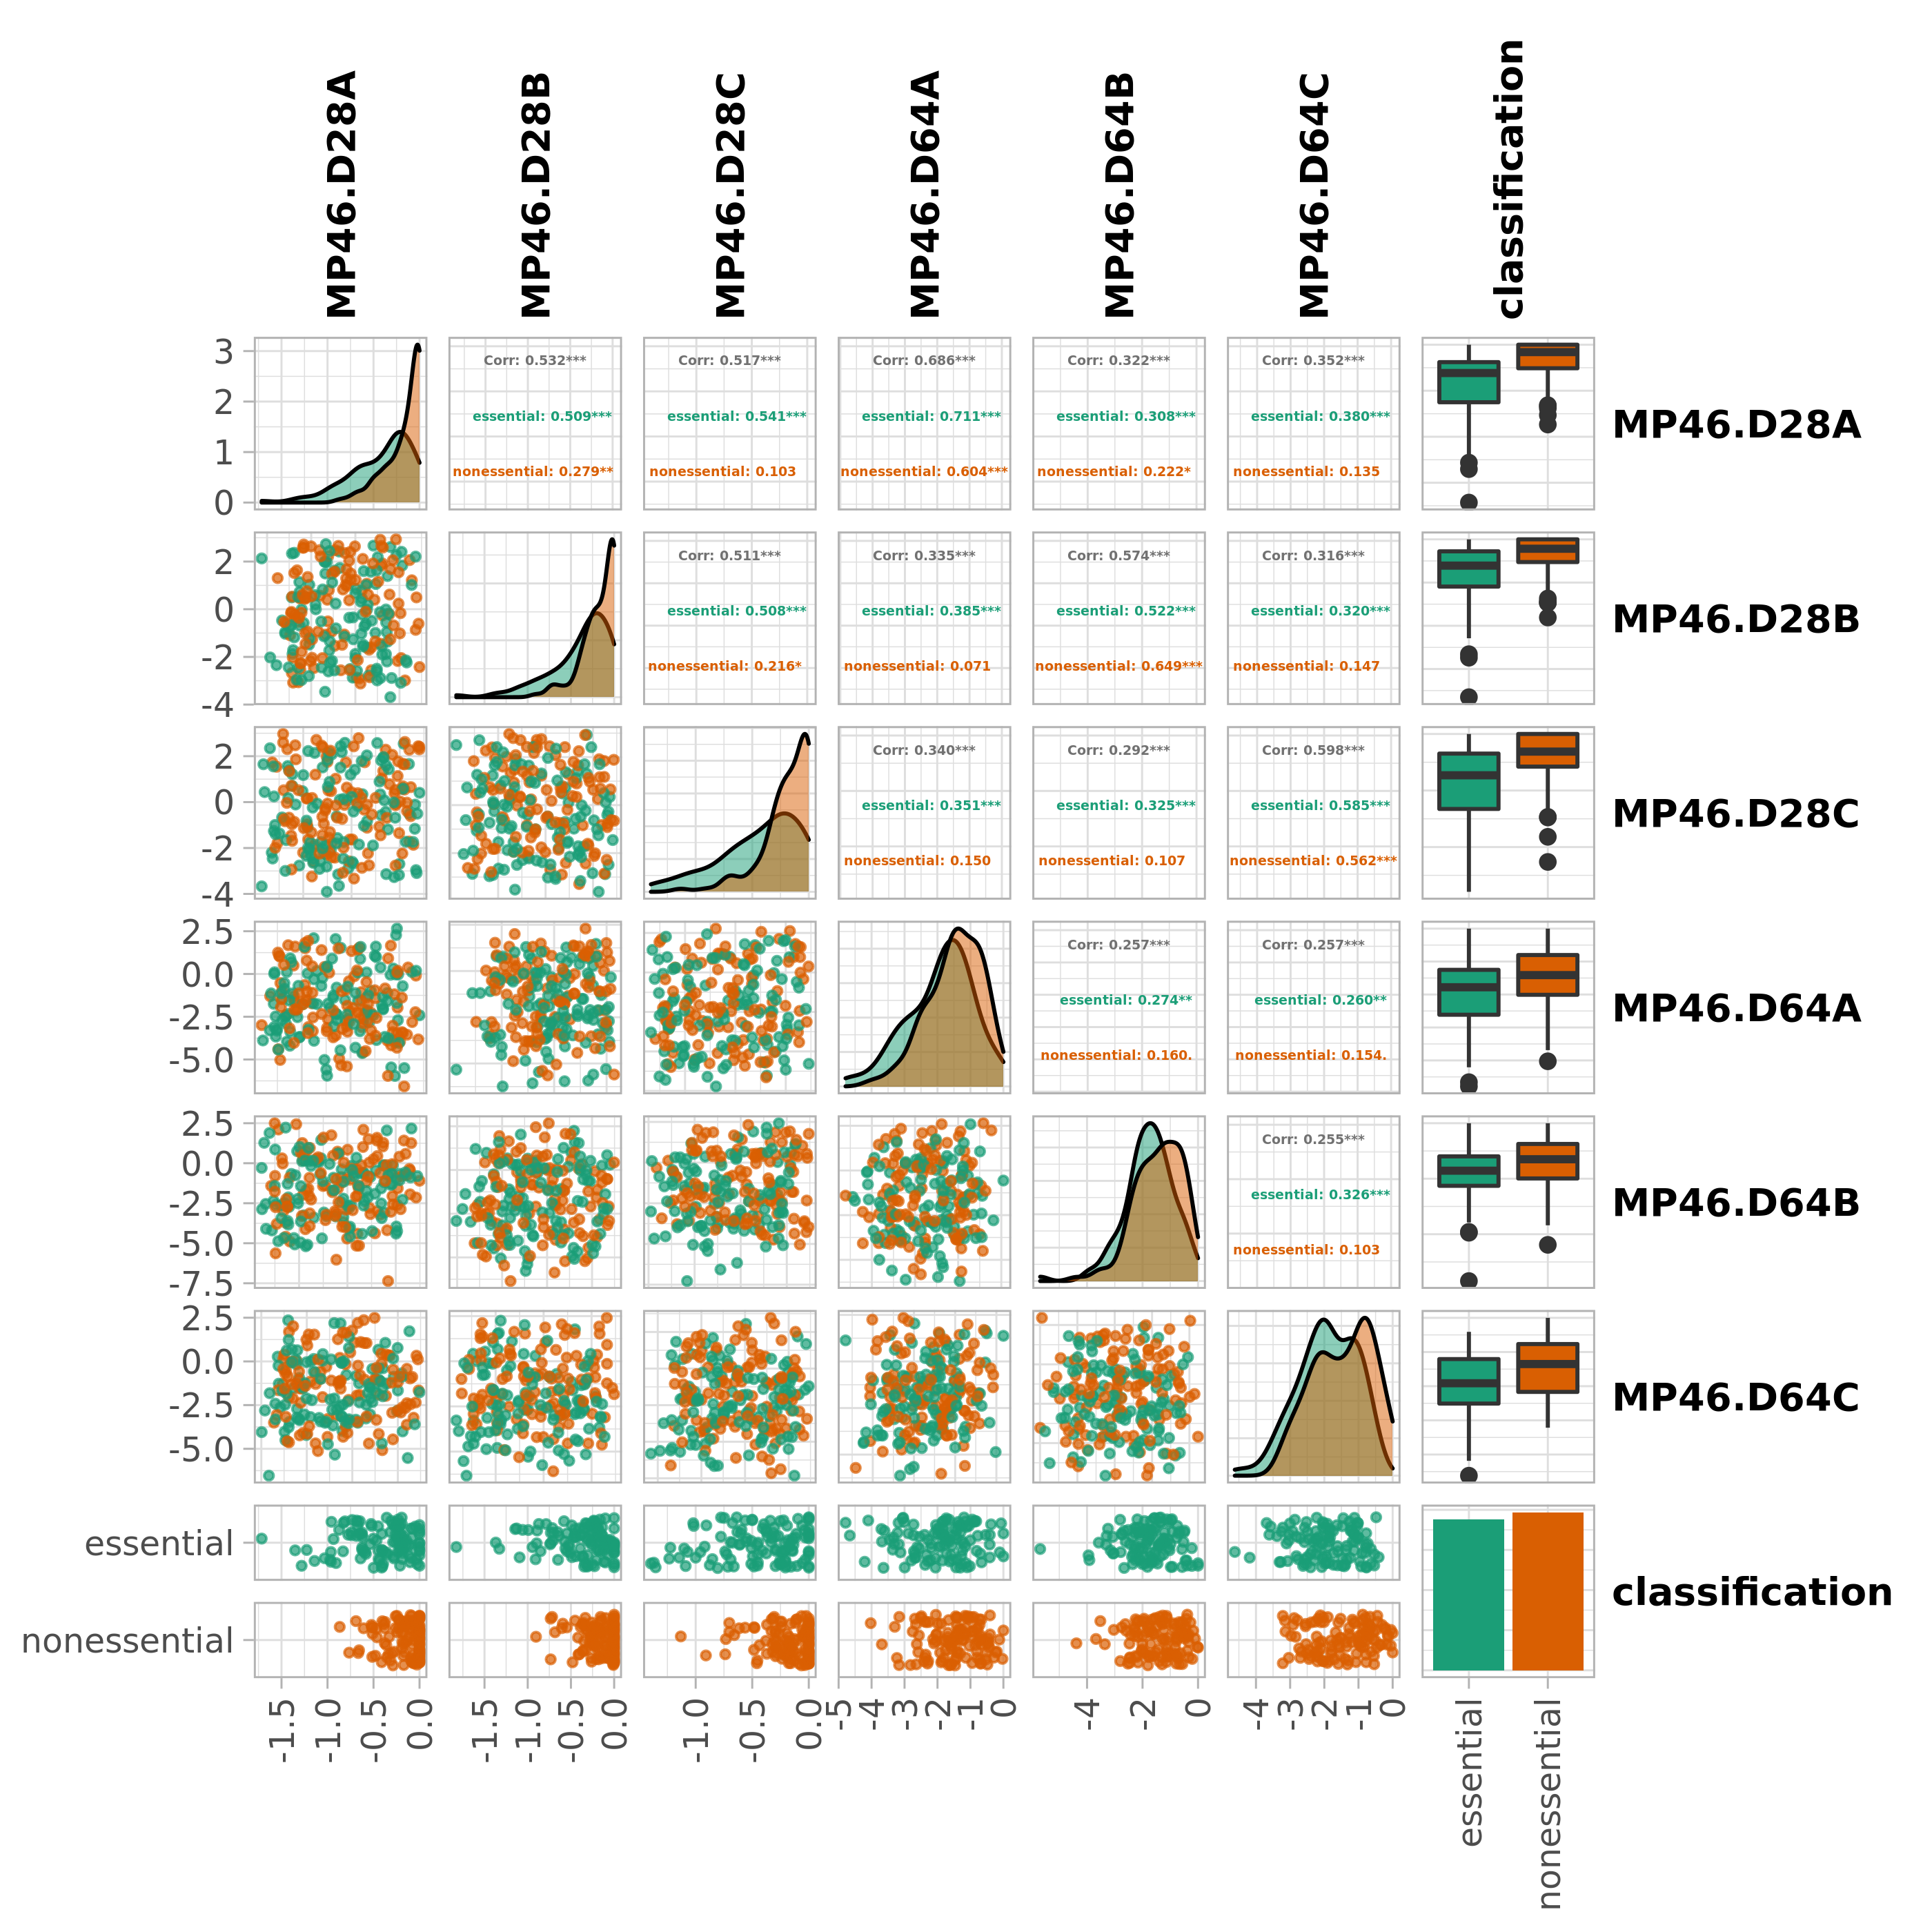 MP46.D28A
MP46.D28B
MP46.D28C
MP46.D64A
MP46.D64B
MP46.D64C
classification
3
2
1
0
Corr: 0.532***
essential: 0.509***
nonessential: 0.279**
Corr: 0.517***
essential: 0.541***
nonessential: 0.103
Corr: 0.686***
essential: 0.711***
nonessential: 0.604***
Corr: 0.322***
essential: 0.308***
nonessential: 0.222*
Corr: 0.352***
essential: 0.380***
nonessential: 0.135
MP46.D28A
2
0
-2
-4
Corr: 0.511***
essential: 0.508***
nonessential: 0.216*
Corr: 0.335***
essential: 0.385***
nonessential: 0.071
Corr: 0.574***
essential: 0.522***
nonessential: 0.649***
Corr: 0.316***
essential: 0.320***
nonessential: 0.147
MP46.D28B
2
0
-2
-4
Corr: 0.340***
essential: 0.351***
nonessential: 0.150
Corr: 0.292***
essential: 0.325***
nonessential: 0.107
Corr: 0.598***
essential: 0.585***
nonessential: 0.562***
MP46.D28C
2.5
0.0
-2.5
-5.0
Corr: 0.257***
essential: 0.274**
nonessential: 0.160.
Corr: 0.257***
essential: 0.260**
nonessential: 0.154.
MP46.D64A
2.5
0.0
-2.5
-5.0
-7.5
Corr: 0.255***
essential: 0.326***
nonessential: 0.103
MP46.D64B
2.5
0.0
-2.5
-5.0
MP46.D64C
essential
nonessential
classification
-1.5
-1.0
-0.5
0.0
-1.5
-1.0
-0.5
0.0
-1.0
-0.5
0.0
-5
-4
-3
-2
-1
0
-4
-2
0
-4
-3
-2
-1
0
essential
nonessential